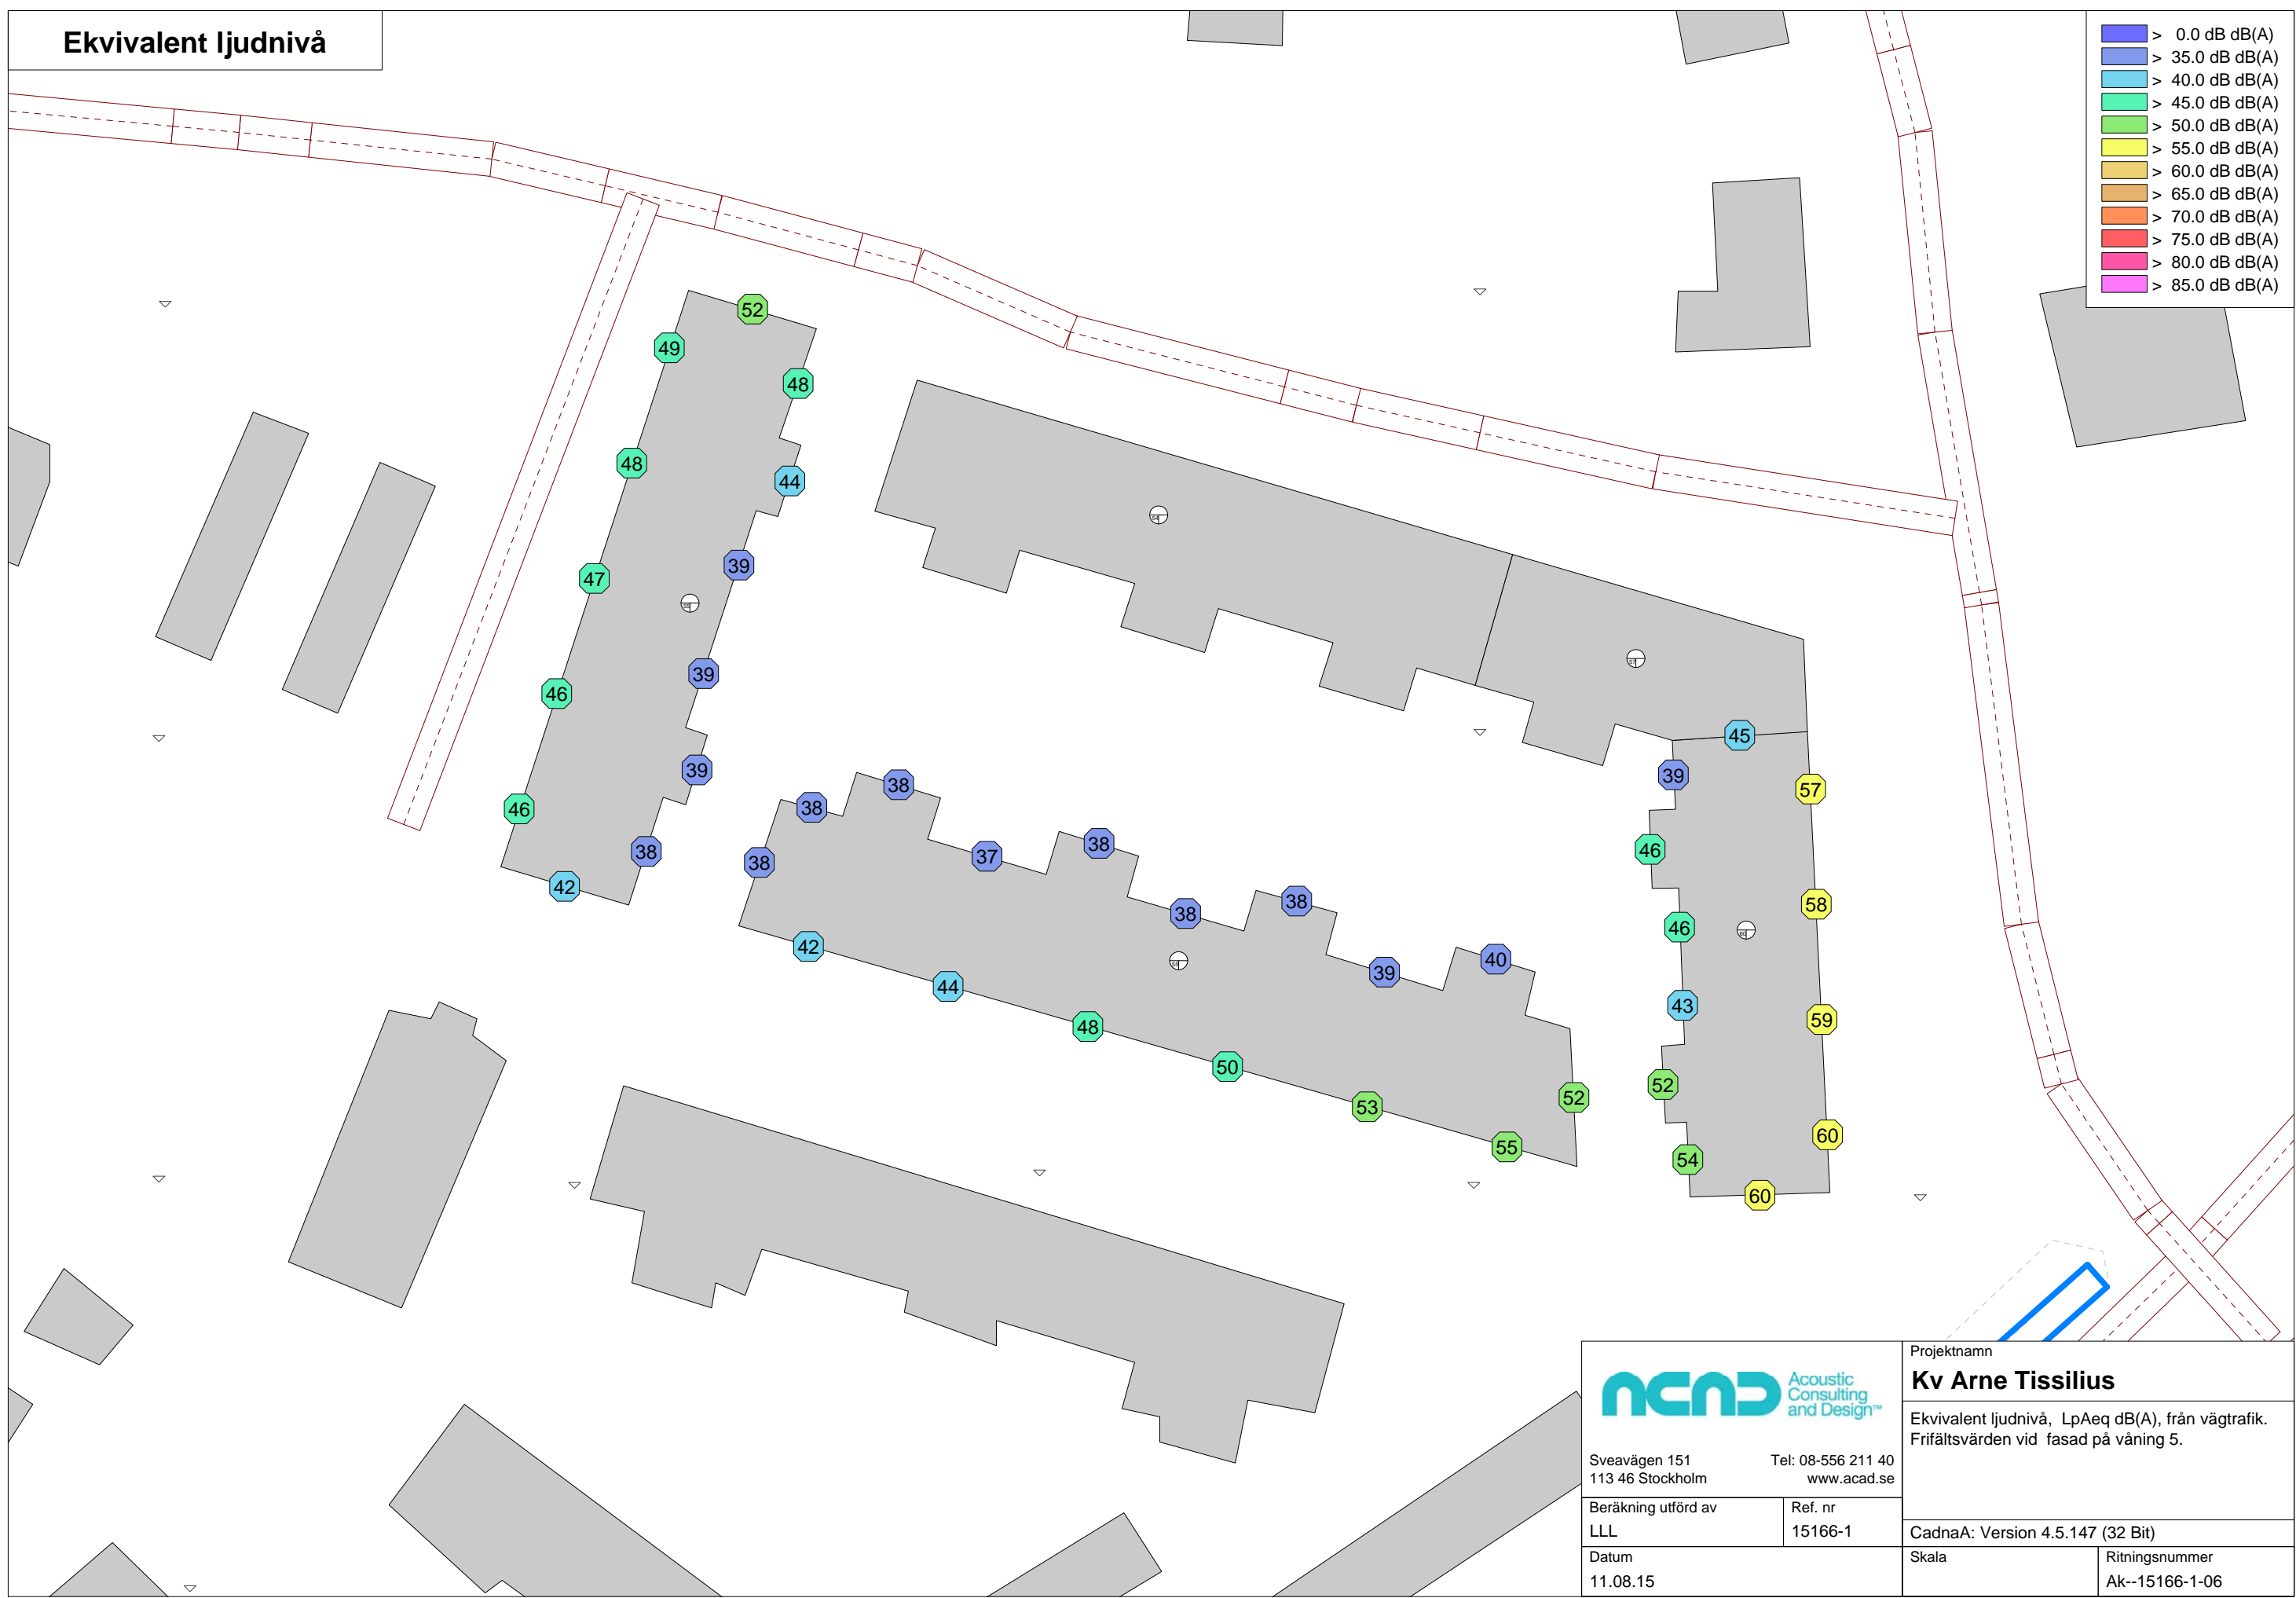 Ekvivalent ljudnivå
> 0.0 dB dB(A)
> 35.0 dB dB(A)
> 40.0 dB dB(A)
> 45.0 dB dB(A)
> 50.0 dB dB(A)
> 55.0 dB dB(A)
> 60.0 dB dB(A)
> 65.0 dB dB(A)
> 70.0 dB dB(A)
> 75.0 dB dB(A)
> 80.0 dB dB(A)
> 85.0 dB dB(A)
52
49
48
48
44
39
47
39
46
45
39
39
57
38
38
46
38
46
38
37
38
42
38
38
58
38
46
42
40
39
44
43
59
48
50
52
52
53
60
55
54
60
ACAD
Acoustic
Consulting
and Design™
Sveavägen 151 Tel: 08-556 211 40
113 46 Stockholm www.acad.se
Beräkning utförd av
LLL
Ref. nr
15166-1
Datum
11.08.15
Projektnamn
Kv Arne Tissilius
Ekvivalent ljudnivå, LpAeq dB(A), från vägtrafik.
Frifältsvärden vid fasad på våning 5.
CadnaA: Version 4.5.147 (32 Bit)
Skala
Ritningsnummer
Ak--15166-1-06